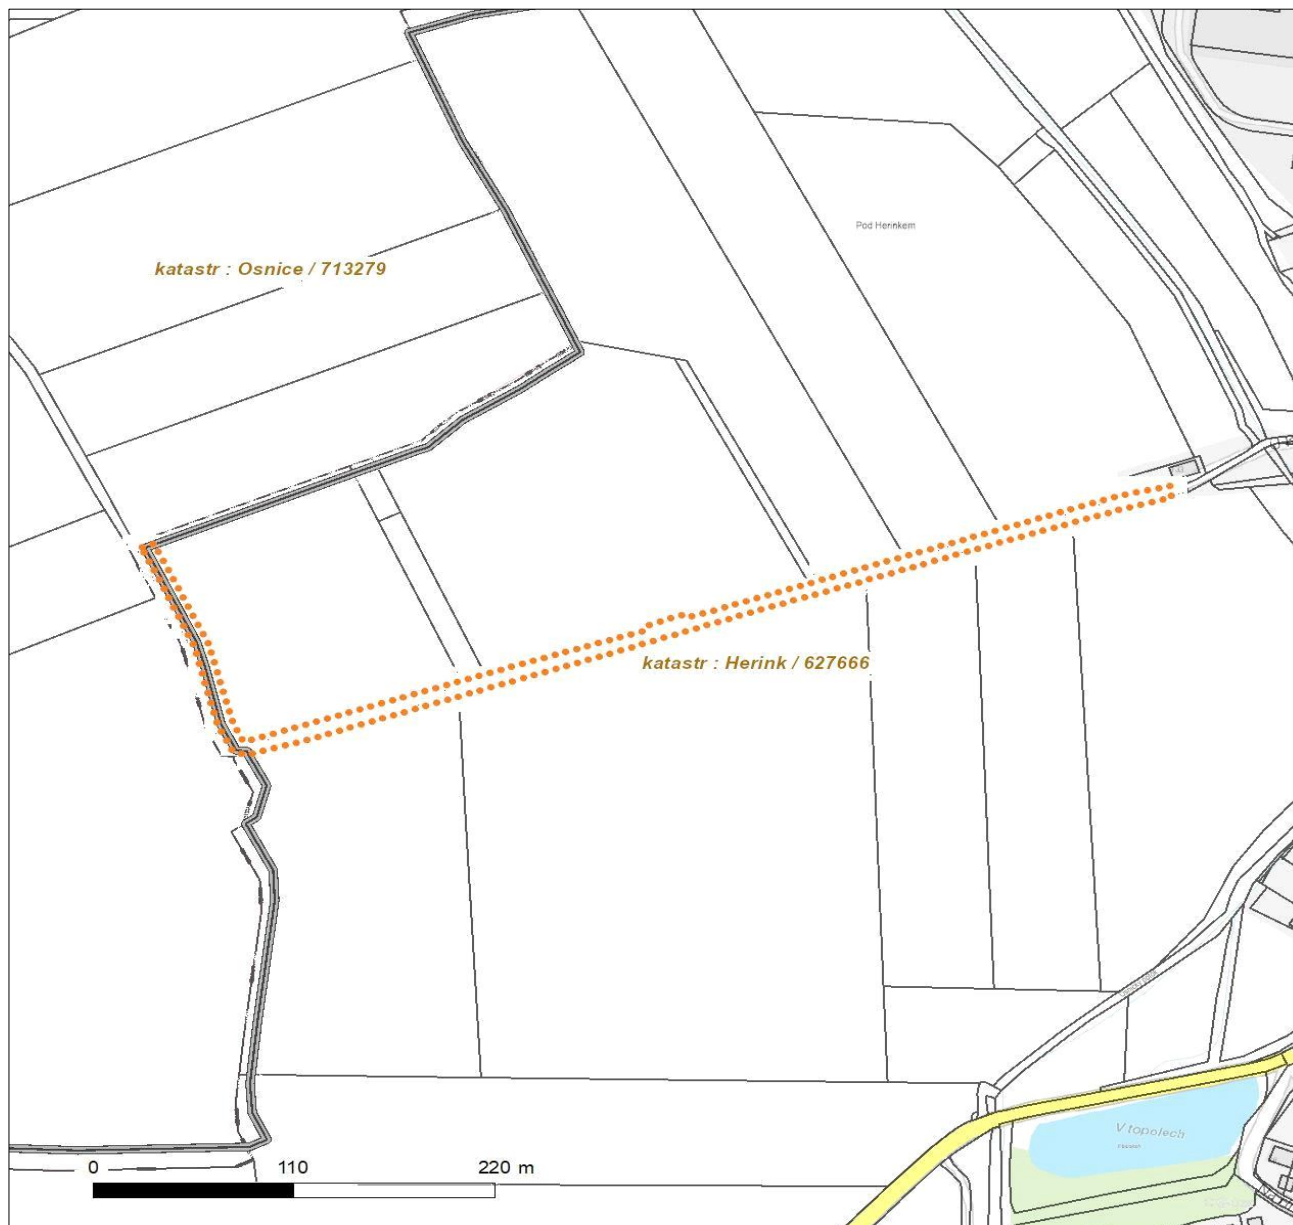 Pod Herinkem
katastr : Osnice / 713279
katastr : Herink / 627666
V topolech
0 110 220 m